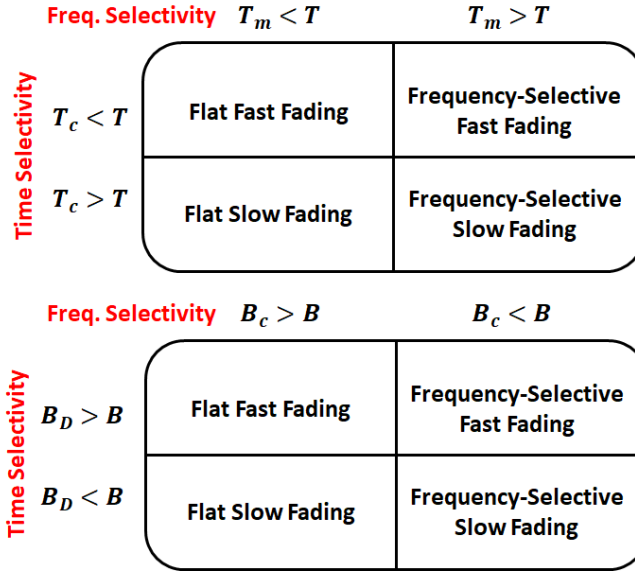 Freq. Selectivity T_m < T T_m > T
Time Selectivity
T_c < T Flat Fast Fading Frequency-Selective
Fast Fading
T_c > T Flat Slow Fading Frequency-Selective
Slow Fading
Freq. Selectivity B_c > B B_c < B
Time Selectivity
B_D > B Flat Fast Fading Frequency-Selective
Fast Fading
B_D < B Flat Slow Fading Frequency-Selective
Slow Fading